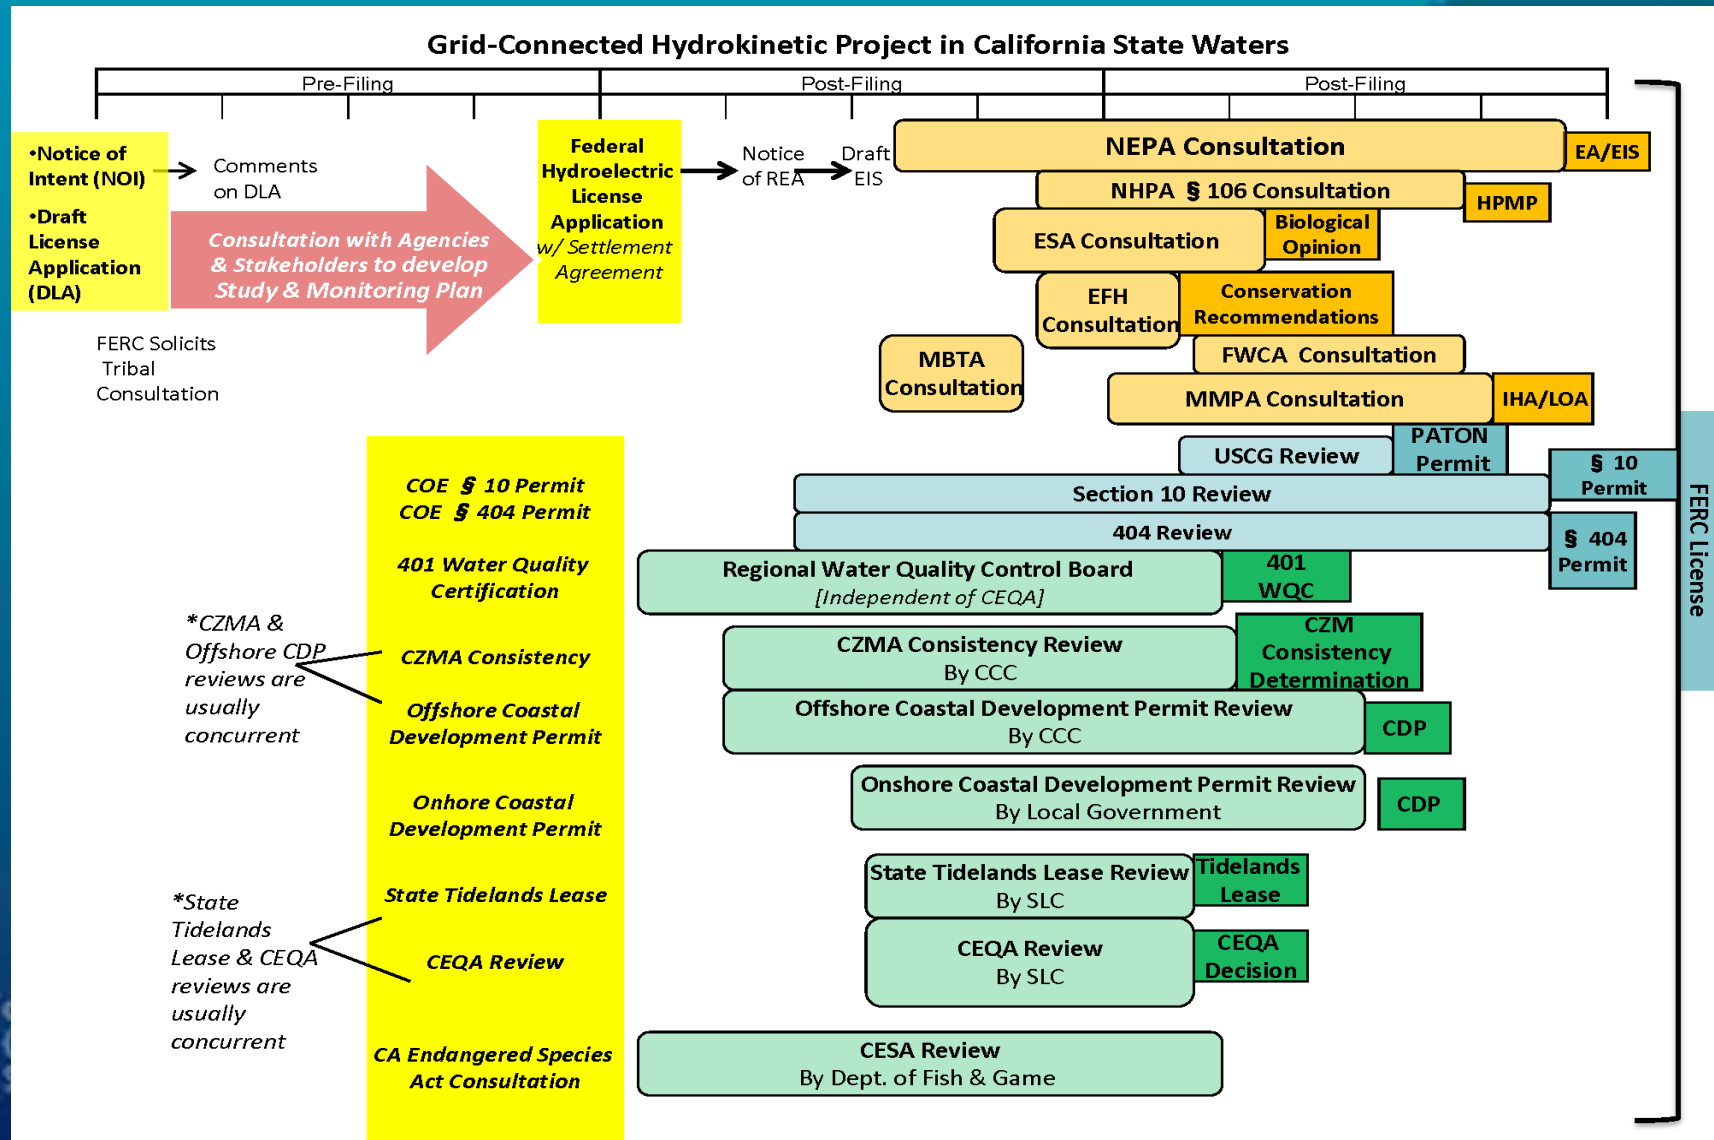 Grid-Connected Hydrokinetic Project in California State Waters
Pre-Filing
Post-Filing
Post-Filing
•Notice of
Intent (NOI)
•Draft
License
Application
(DLA)
Comments
on DLA
Consultation with Agencies
& Stakeholders to develop
Study & Monitoring Plan
FERC Solicits
Tribal
Consultation
Federal
Hydroelectric
License
Application
w/ Settlement
Agreement
Notice
of REA
Draft
EIS
NEPA Consultation
EA/EIS
NHPA § 106 Consultation
HPMP
ESA Consultation
Biological
Opinion
EFH
Consultation
Conservation
Recommendations
MBTA
Consultation
FWCA Consultation
MMPA Consultation
IHA/LOA
USCG Review
PATON
Permit
COE § 10 Permit
COE § 404 Permit
Section 10 Review
§ 10
Permit
404 Review
§ 404
Permit
FERC License
401 Water Quality
Certification
Regional Water Quality Control Board
[Independent of CEQA]
401
WQC
*CZMA &
Offshore CDP
reviews are
usually
concurrent
CZMA Consistency
CZMA Consistency Review
By CCC
CZM
Consistency
Determination
Offshore Coastal
Development Permit
Offshore Coastal Development Permit Review
By CCC
CDP
Onhore Coastal
Development Permit
Onshore Coastal Development Permit Review
By Local Government
CDP
*State
Tidelands
Lease & CEQA
reviews are
usually
concurrent
State Tidelands Lease
State Tidelands Lease Review
By SLC
Tidelands
Lease
CEQA Review
CEQA Review
By SLC
CEQA
Decision
CA Endangered Species
Act Consultation
CESA Review
By Dept. of Fish & Game